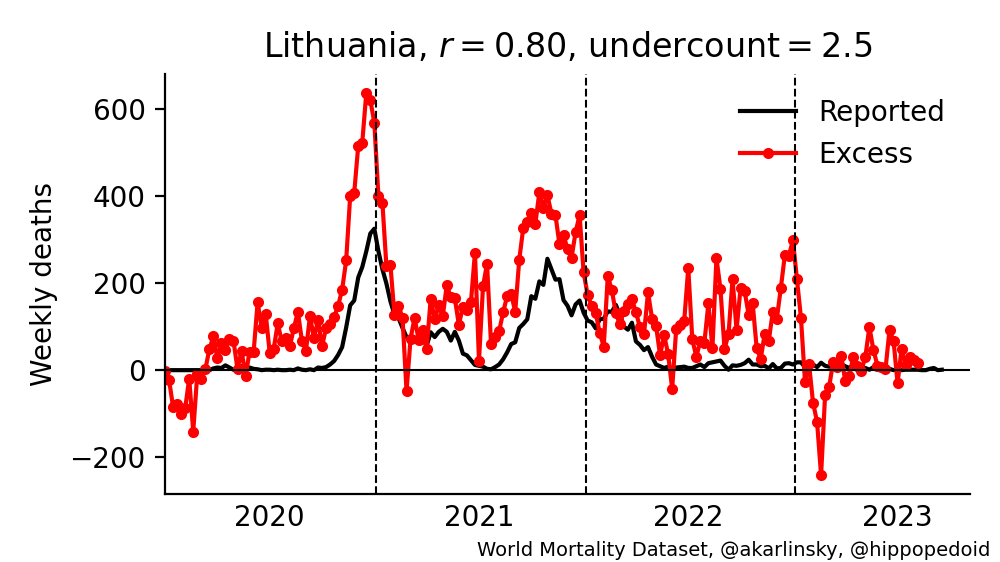 Lithuania, r = 0.80, undercount = 2.5
Weekly deaths
600
400
200
0
−200
Reported
Excess
2020 2021 2022 2023
World Mortality Dataset, @akarlinsky, @hippopedoid